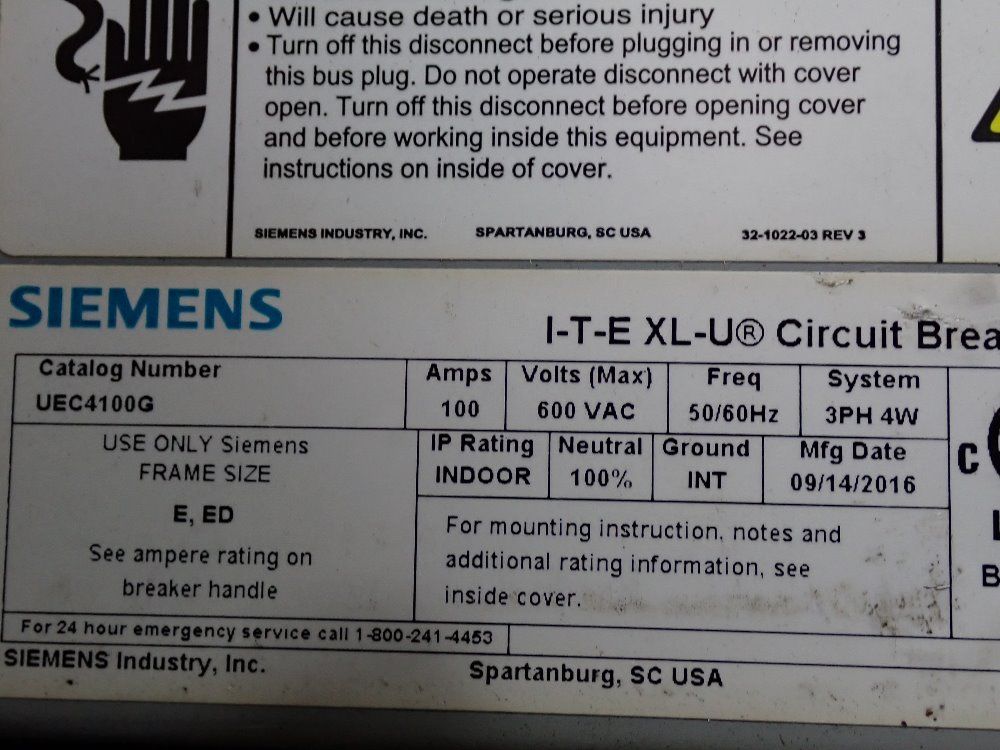 • Will cause death or serious injury
• Turn off this disconnect before plugging in or removing
this bus plug. Do not operate disconnect with cover
open. Turn off this disconnect before opening cover
and before working inside this equipment. See
instructions on inside of cover.
SIEMENS INDUSTRY, INC. SPARTANBURG, SC USA 32-1022-03 REV 3
SIEMENS
I-T-E XL-U® Circuit Brea
Catalog Number
UEC4100G
Amps
100
Volts (Max)
600 VAC
Freq
50/60Hz
System
3PH 4W
USE ONLY Siemens
FRAME SIZE
E, ED
See ampere rating on
breaker handle
IP Rating
INDOOR
Neutral
100%
Ground
INT
Mfg Date
09/14/2016
For mounting instruction, notes and
additional rating information, see
inside cover.
C
B
For 24 hour emergency service call 1-800-241-4453
SIEMENS Industry, Inc. Spartanburg, SC USA